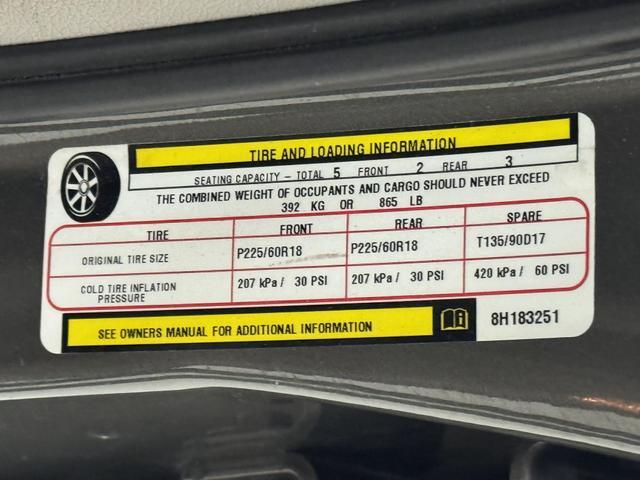 TIRE AND LOADING INFORMATION
SEATING CAPACITY – TOTAL 5 FRONT 2 REAR 3
THE COMBINED WEIGHT OF OCCUPANTS AND CARGO SHOULD NEVER EXCEED
392 KG OR 865 LB
TIRE FRONT REAR SPARE
ORIGINAL TIRE SIZE P225/60R18 P225/60R18 T135/90D17
COLD TIRE INFLATION PRESSURE 207 kPa / 30 PSI 207 kPa / 30 PSI 420 kPa / 60 PSI
SEE OWNERS MANUAL FOR ADDITIONAL INFORMATION
8H183251